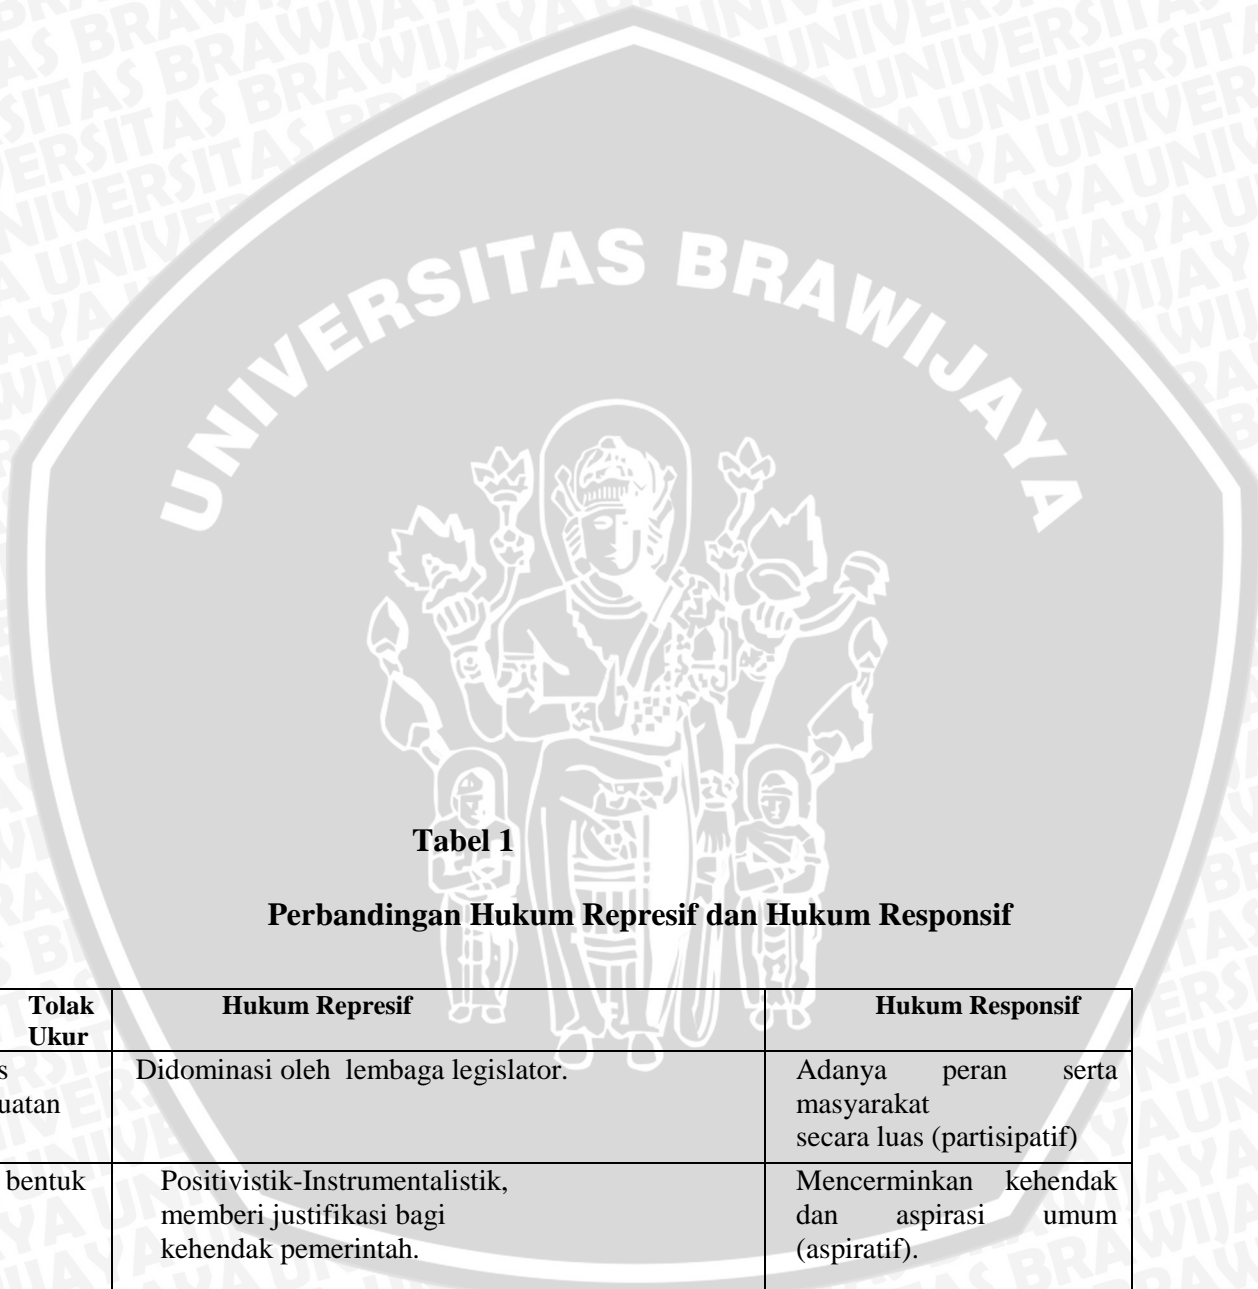 UNIVERSITAS BRAWIJAYA
Tabel 1
Perbandingan Hukum Represif dan Hukum Responsif
Tolak
Ukur
Hukum Represif
Hukum Responsif
s
uatan
Didominasi oleh lembaga legislator.
Adanya peran serta
masyarakat
secara luas (partisipatif)
bentuk
Positivistik-Instrumentalistik,
memberi justifikasi bagi
kehendak pemerintah.
Mencerminkan kehendak
dan aspirasi umum
(aspiratif).